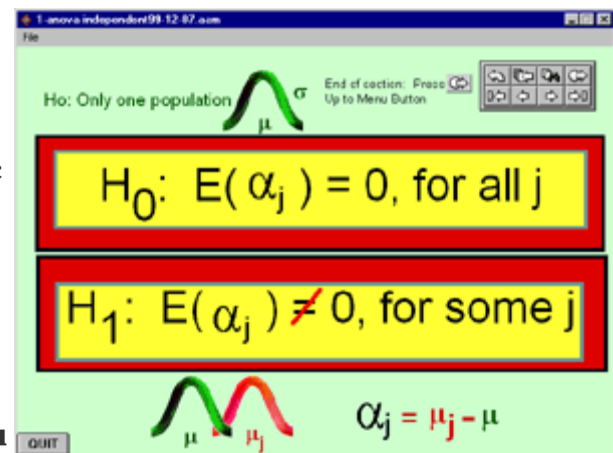 1-anova independent99-12-07.asm
File
Ho: Only one population
σ
μ
End of section: Press
Up to Menu Button
H0: E(αj) = 0, for all j
H1: E(αj) ≠ 0, for some j
μ
μj
αj = μj - μ
QUIT